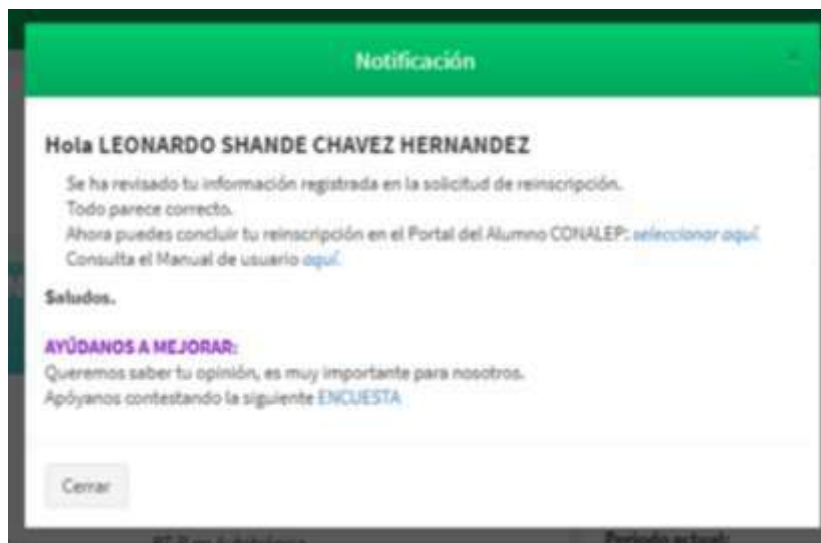 Notificación
Hola LEONARDO SHANDE CHAVEZ HERNANDEZ
Se ha revisado tu información registrada en la solicitud de reinscripción.
Todo parece correcto.
Ahora puedes concluir tu reinscripción en el Portal del Alumno CONALEP: seleccionar aquí.
Consulta el Manual de usuario aquí.
Saludos.
AYÚDANOS A MEJORAR:
Queremos saber tu opinión, es muy importante para nosotros.
Apóyanos contestando la siguiente ENCUESTA
Cerrar
Periodo actual: